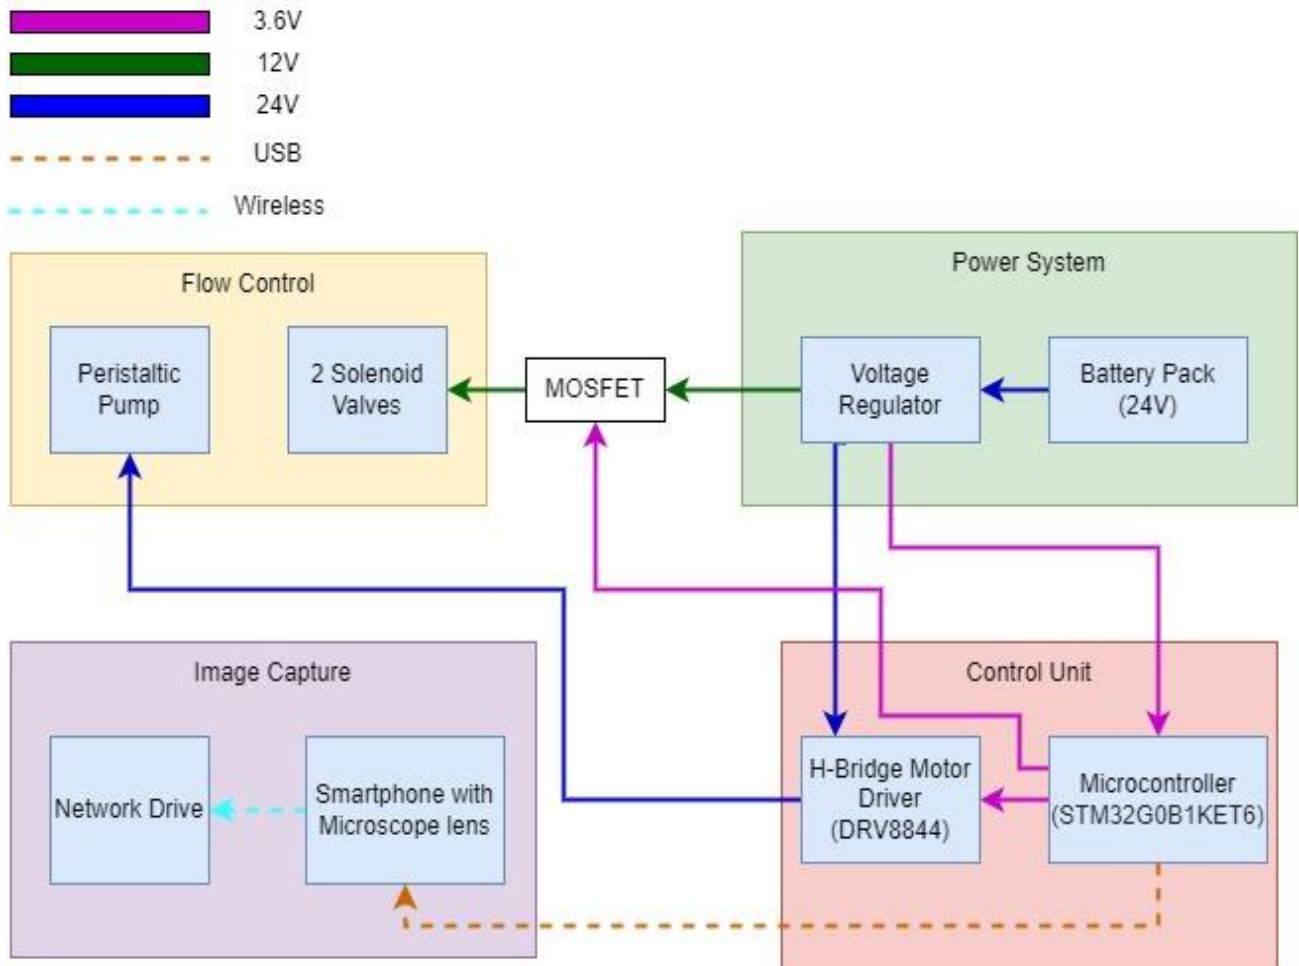 3.6V
12V
24V
USB
Wireless
Flow Control
Peristaltic
Pump
2 Solenoid
Valves
MOSFET
Power System
Voltage
Regulator
Battery Pack
(24V)
Image Capture
Network Drive
Smartphone with
Microscope lens
Control Unit
H-Bridge Motor
Driver
(DRV8844)
Microcontroller
(STM32G0B1KET6)